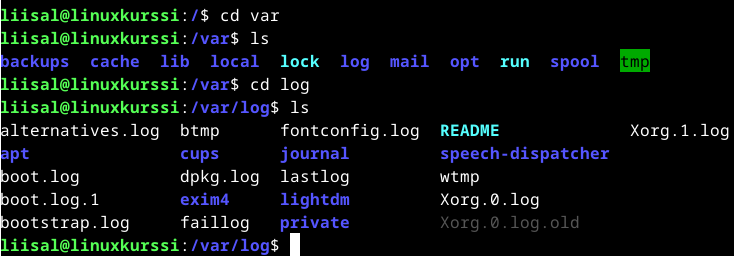 liisal@linuxkurssi:/$ cd var
liisal@linuxkurssi:/var$ ls
backups  cache  lib  local  lock  log  mail  opt  run  spool  tmp
liisal@linuxkurssi:/var$ cd log
liisal@linuxkurssi:/var/log$ ls
alternatives.log  btmp      fontconfig.log  README             Xorg.1.log
apt               cups      journal         speech-dispatcher
boot.log          dpkg.log  lastlog         wtmp
boot.log.1        exim4     lightdm         Xorg.0.log
bootstrap.log     faillog   private         Xorg.0.log.old
liisal@linuxkurssi:/var/log$